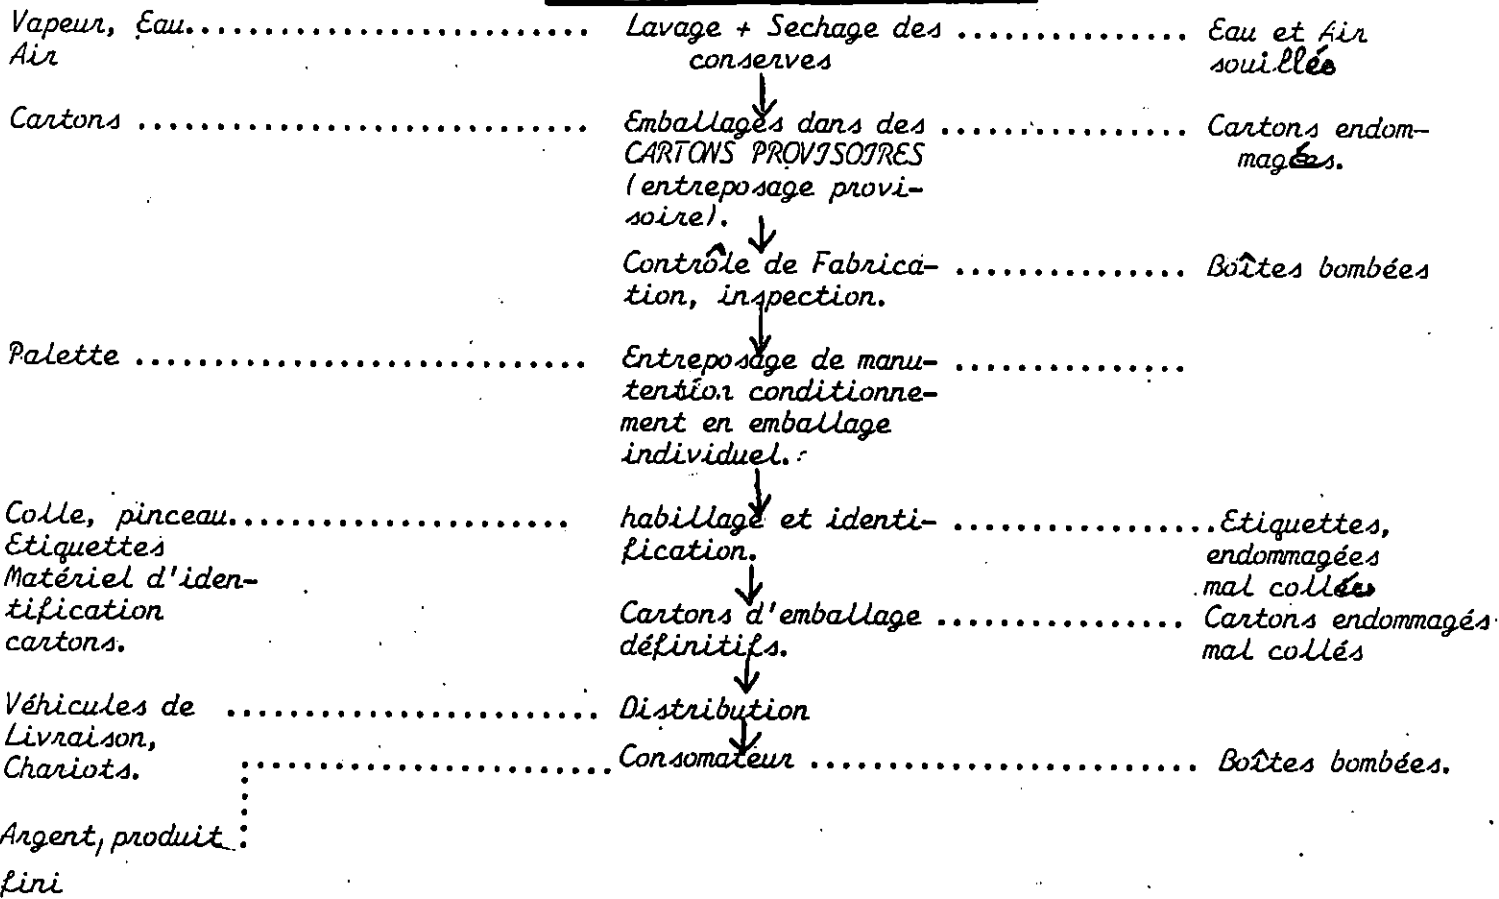 Vapeur, Eau.......................... Lavage + Sechage des ............... Eau et Air
Air conserves souillés
Cartons ............................. Emballages dans des ................ Cartons endom-
CARTONS PROVISOIRES magées.
(entreposage provi-
soire).
Contrôle de Fabrica- ............... Boîtes bombées
tion, inspection.
Palette ............................. Entreposage de manu- ...............
tention conditionne-
ment en emballage
individuel.
Colle, pinceau...................... habillage et identi- .................Etiquettes,
Etiquettes fication. endommagées
Matériel d'iden- mal collées
tification Cartons d'emballage ................ Cartons endommagés
cartons. définitifs. mal collés
Véhicules de ........................ Distribution
Livraison,
Chariots. ........................Consomateur ......................... Boîtes bombées.
Argent, produit
fini